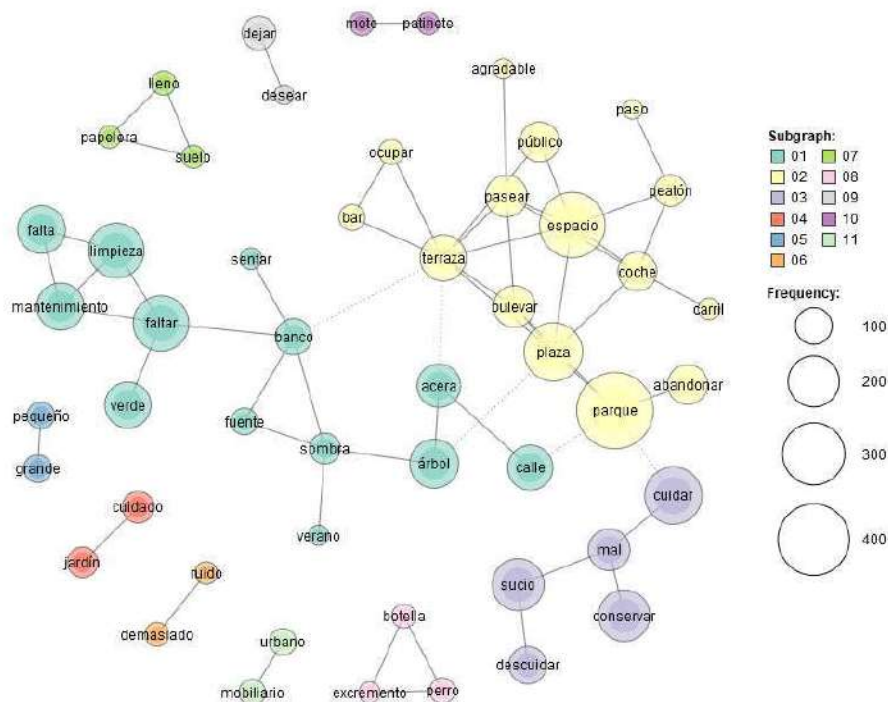 moto patineto
dejar
desear
agradable
lleno
papelera
suelo
paso
público
ocupar
peatón
pasear
bar
espacio
terraza
coche
bulevar
carril
plaza
falta
limpieza
sentar
mantenimiento
faltar
banco
verde
acera
abandonar
parque
fuente
pequeño
sombra
árbol
calle
grande
cuidar
cuidado
verano
mal
jardín
ruido
sucio
conservar
demasiado
botella
urbano
descuidar
mobiliario
excremento perro
Subgraph:
01 07
02 08
03 09
04 10
05 11
06
Frequency:
100
200
300
400